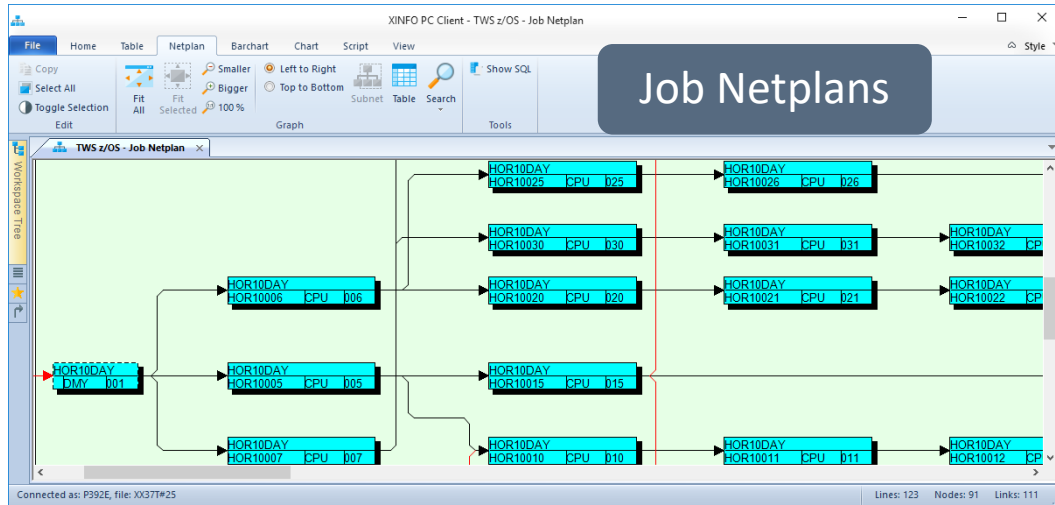 XINFO PC Client - TWS z/OS - Job Netplan
File Home Table Netplan Barchart Chart Script View Style
Copy
Select All
Toggle Selection
Edit
Fit All
Fit Selected
Smaller
Bigger
100 %
Left to Right
Top to Bottom
Subnet
Table
Search
Graph
Show SQL
Tools
Job Netplans
TWS z/OS - Job Netplan
Workspace Tree
HOR10DAY
HOR10025 CPU 025
HOR10DAY
HOR10026 CPU 026
HOR10DAY
HOR10030 CPU 030
HOR10DAY
HOR10031 CPU 031
HOR10DAY
HOR10032 CP
HOR10DAY
HOR10006 CPU 006
HOR10DAY
HOR10020 CPU 020
HOR10DAY
HOR10021 CPU 021
HOR10DAY
HOR10022 CP
HOR10DAY
DMY 001
HOR10DAY
HOR10005 CPU 005
HOR10DAY
HOR10015 CPU 015
HOR10DAY
HOR10007 CPU 007
HOR10DAY
HOR10010 CPU 010
HOR10DAY
HOR10011 CPU 011
HOR10DAY
HOR10012 CP
Connected as: P392E, file: XX37T#25
Lines: 123 Nodes: 91 Links: 111